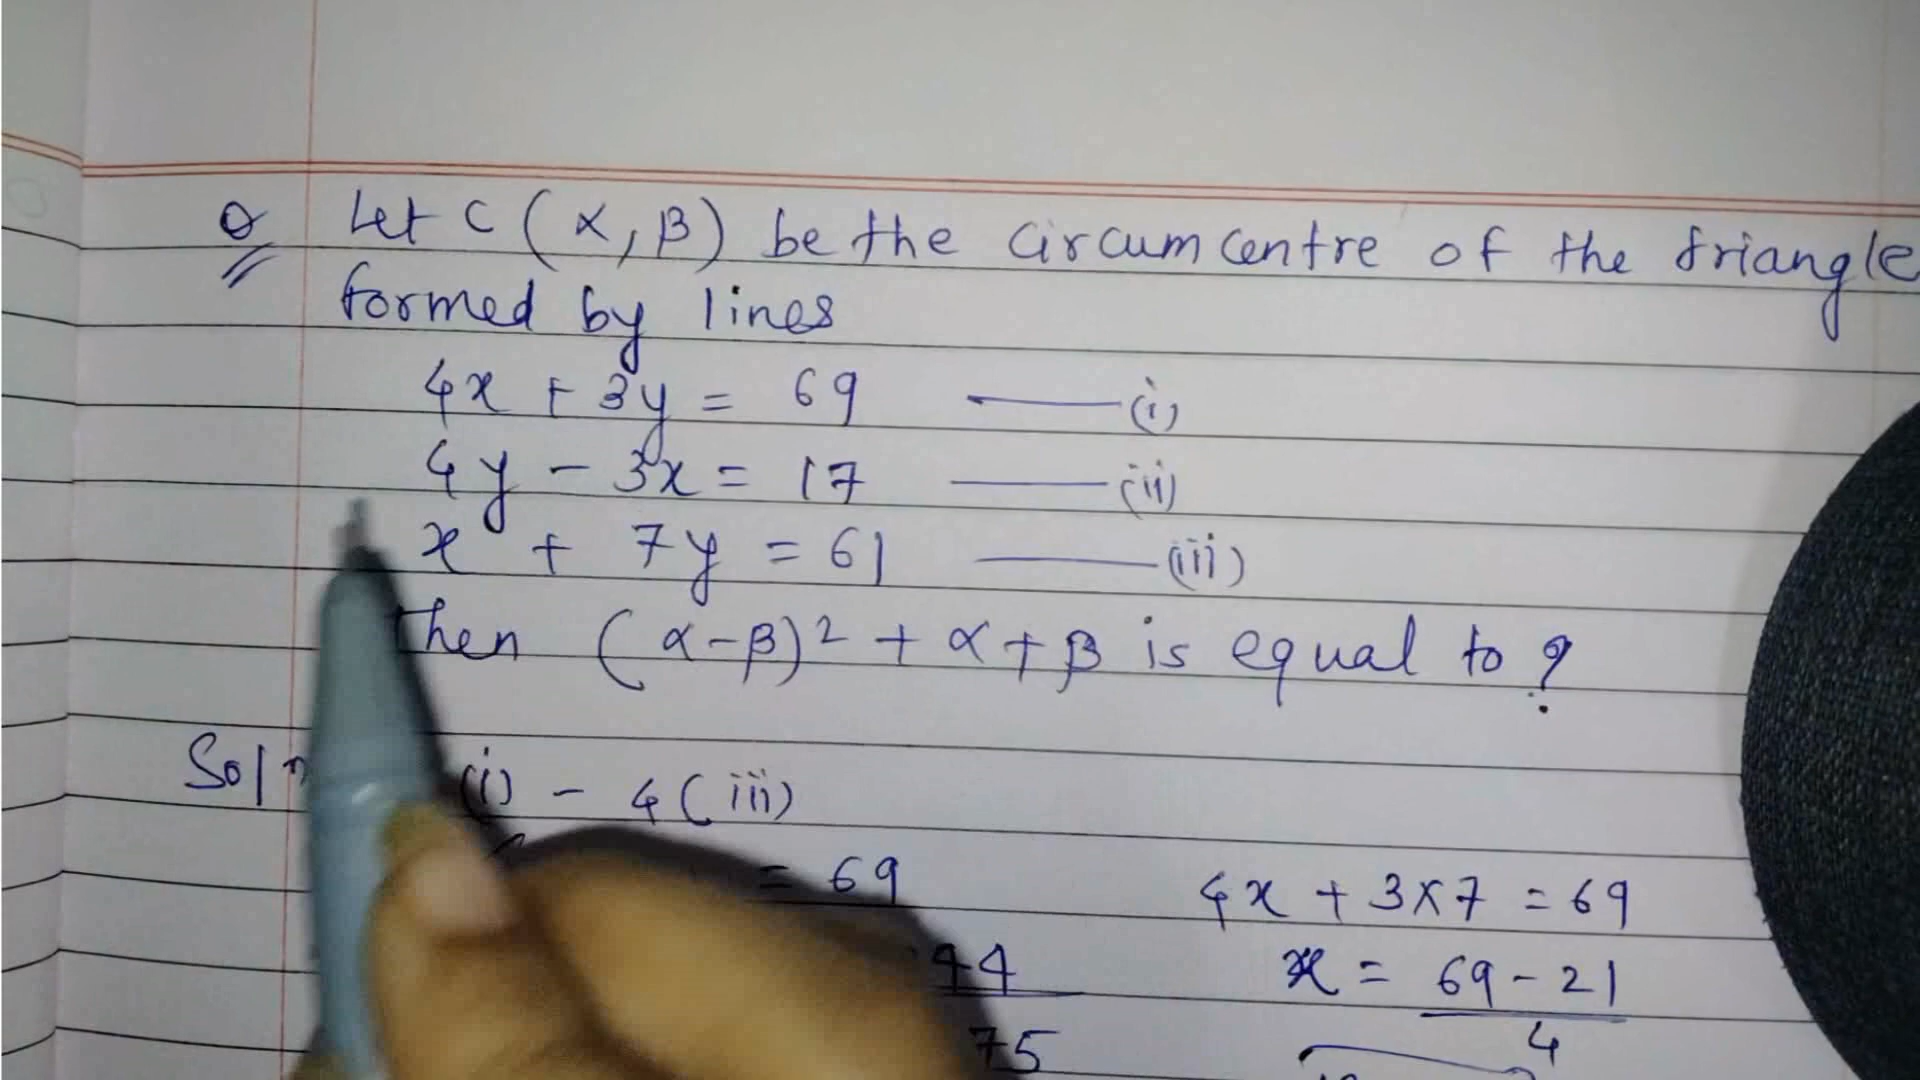 Q Let C (α, β) be the circumcentre of the triangle
formed by lines
4x + 3y = 69 —— (i)
4y - 3x = 17 —— (ii)
x + 7y = 61 —— (iii)
then (α-β)² + α + β is equal to ?
Soln (i) - 4(iii)
= 69
44
75
4x + 3×7 = 69
x = 69 - 21
4